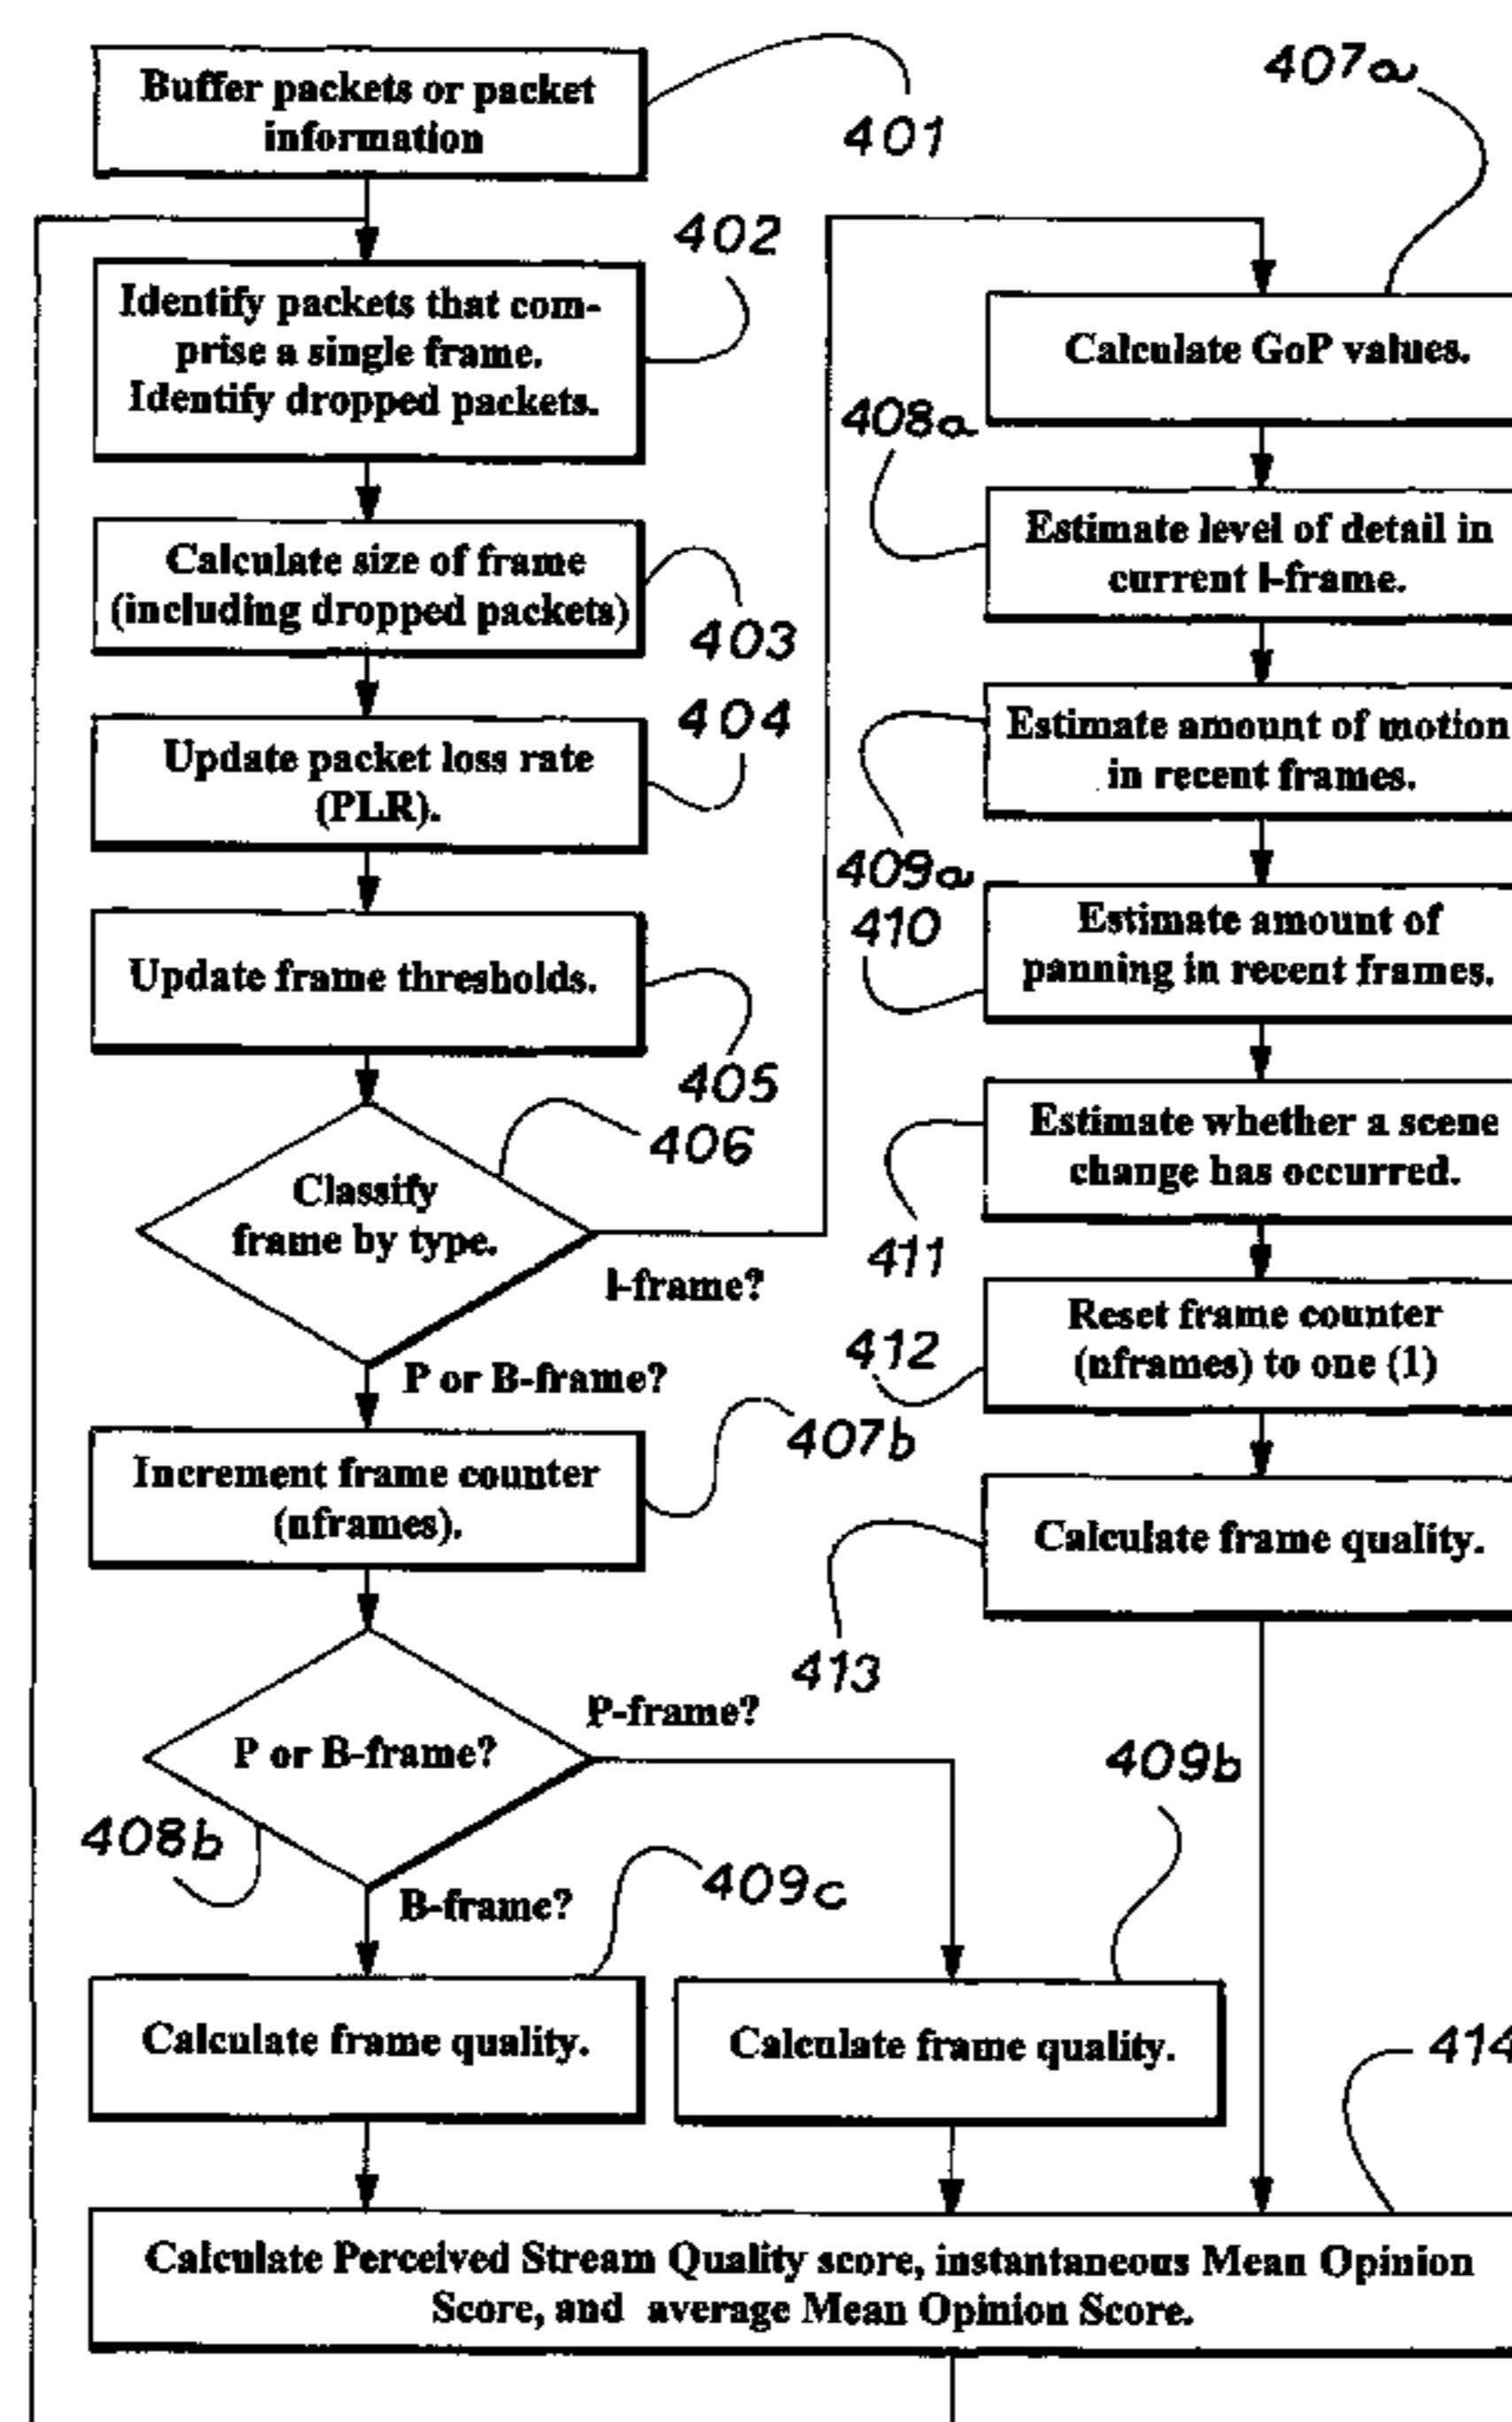 Buffer packets or packet
information
401
Identify packets that com-
prise a single frame.
Identify dropped packets.
402
Calculate size of frame
(including dropped packets)
403
Update packet loss rate
(PLR).
404
Update frame thresholds.
405
Classify
frame by type.
406
I-frame?
P or B-frame?
Increment frame counter
(nframes).
407b
P or B-frame?
408b
P-frame?
B-frame?
Calculate frame quality.
409c
Calculate frame quality.
409b
407a
Calculate GoP values.
408a
Estimate level of detail in
current I-frame.
Estimate amount of motion
in recent frames.
409a
410
Estimate amount of
panning in recent frames.
Estimate whether a scene
change has occurred.
411
Reset frame counter
(nframes) to one (1)
412
Calculate frame quality.
413
414
Calculate Perceived Stream Quality score, instantaneous Mean Opinion
Score, and average Mean Opinion Score.